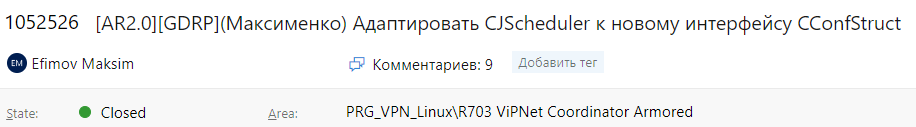 1052526 [AR2.0][GDRP](Максименко) Адаптировать CJScheduler к новому интерфейсу CConfStruct
EM Efimov Maksim Комментариев: 9 Добавить тег
State: Closed Area: PRG_VPN_Linux\R703 ViPNet Coordinator Armored